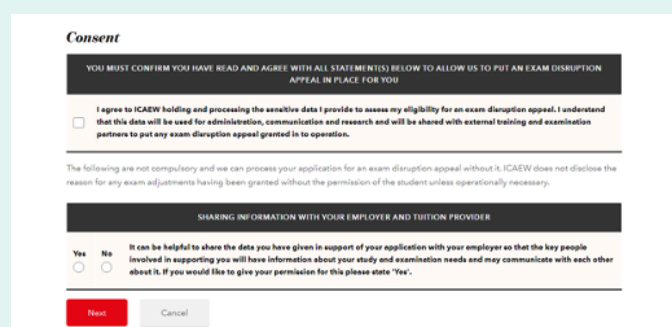 Consent
YOU MUST CONFIRM YOU HAVE READ AND AGREE WITH ALL STATEMENT(S) BELOW TO ALLOW US TO PUT AN EXAM DISRUPTION
APPEAL IN PLACE FOR YOU
I agree to ICAEW holding and processing the sensitive data I provide to assess my eligibility for an exam disruption appeal. I understand
that this data will be used for administration, communication and research and will be shared with external training and examination
partners to put any exam disruption appeal granted in to operation.
The following are not compulsory and we can process your application for an exam disruption appeal without it. ICAEW does not disclose the
reason for any exam adjustments having been granted without the permission of the student unless operationally necessary.
SHARING INFORMATION WITH YOUR EMPLOYER AND TUITION PROVIDER
Yes No
It can be helpful to share the data you have given in support of your application with your employer so that the key people
involved in supporting you will have information about your study and examination needs and may communicate with each other
about it. If you would like to give your permission for this please state 'Yes'.
Next Cancel